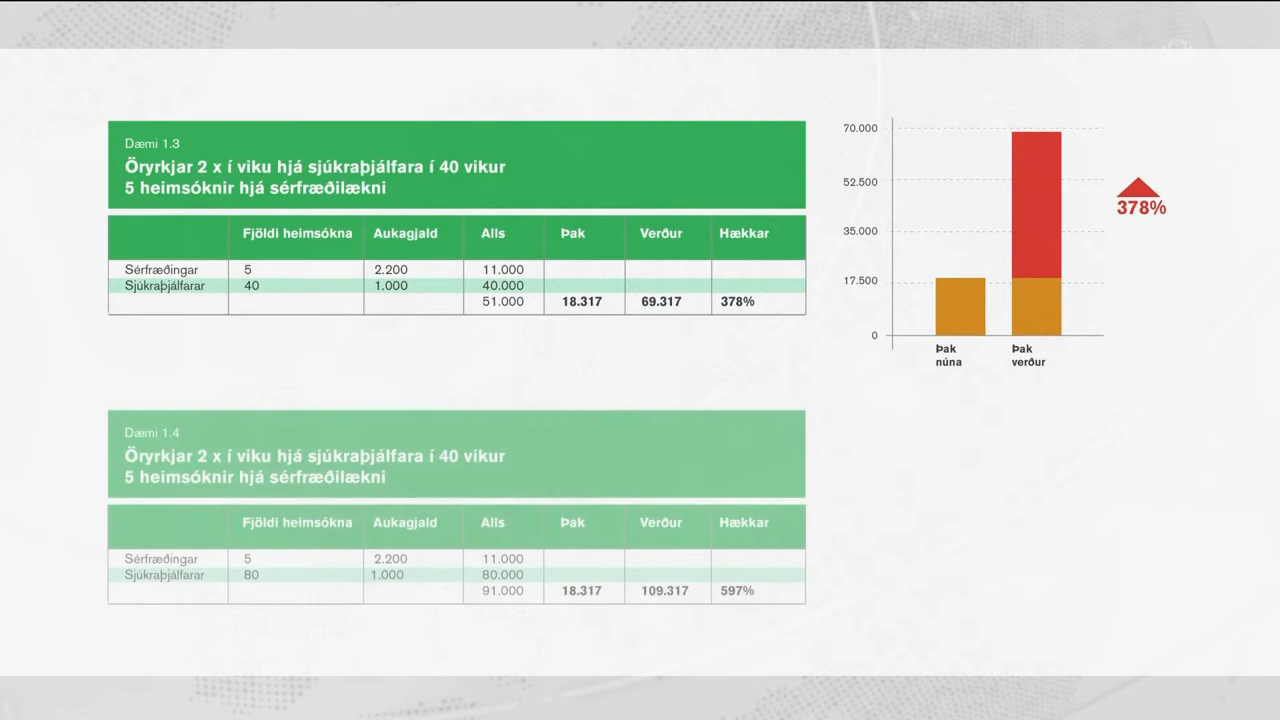 Dæmi 1.3
Öryrkjar 2 x í viku hjá sjúkraþjálfara í 40 vikur
5 heimsóknir hjá sérfræðilækni
Fjöldi heimsókna Aukagjald Alls Þak Verður Hækkar
Sérfræðingar 5 2.200 11.000
Sjúkraþjálfarar 40 1.000 40.000
51.000 18.317 69.317 378%
70.000
52.500
35.000
17.500
0
Þak núna
Þak verður
378%
Dæmi 1.4
Öryrkjar 2 x í viku hjá sjúkraþjálfara í 40 vikur
5 heimsóknir hjá sérfræðilækni
Fjöldi heimsókna Aukagjald Alls Þak Verður Hækkar
Sérfræðingar 5 2.200 11.000
Sjúkraþjálfarar 80 1.000 80.000
91.000 18.317 109.317 597%